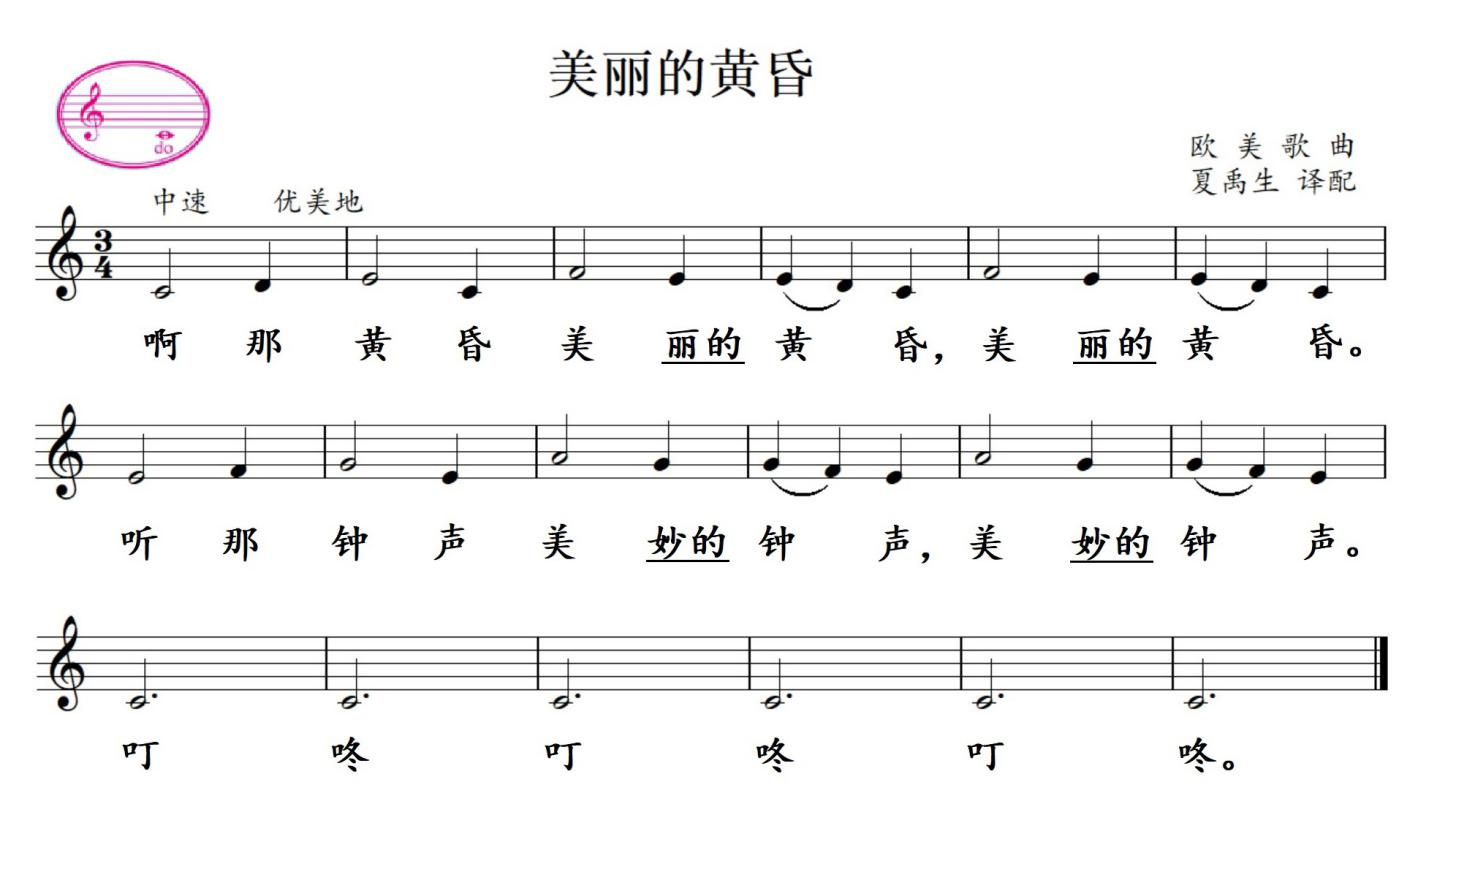 美丽的黄昏
do
欧美歌曲
夏禹生 译配
中速 优美地
3
4
啊 那 黄 昏 美 丽的 黄 昏，美 丽的 黄 昏。
听 那 钟 声 美 妙的 钟 声，美 妙的 钟 声。
叮 咚 叮 咚 叮 咚。